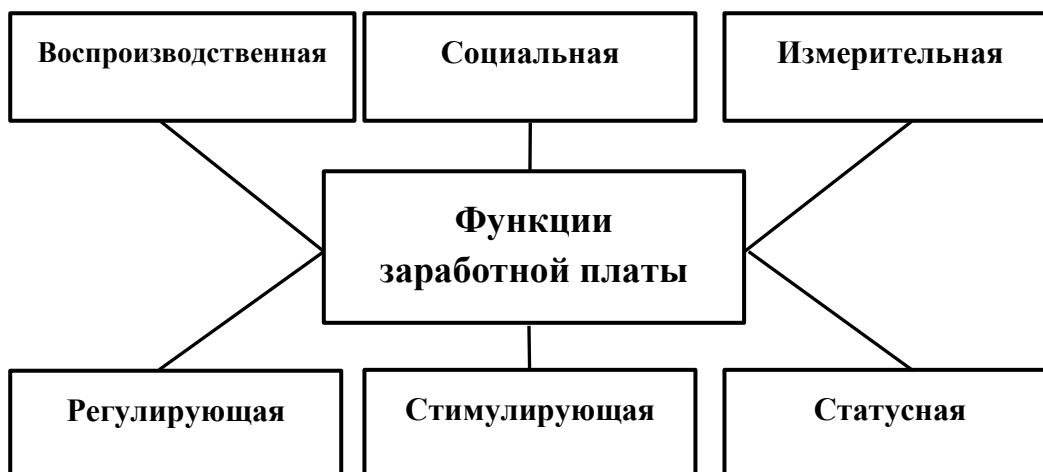 Воспроизводственная
Социальная
Измерительная
Функции
заработной платы
Регулирующая
Стимулирующая
Статусная